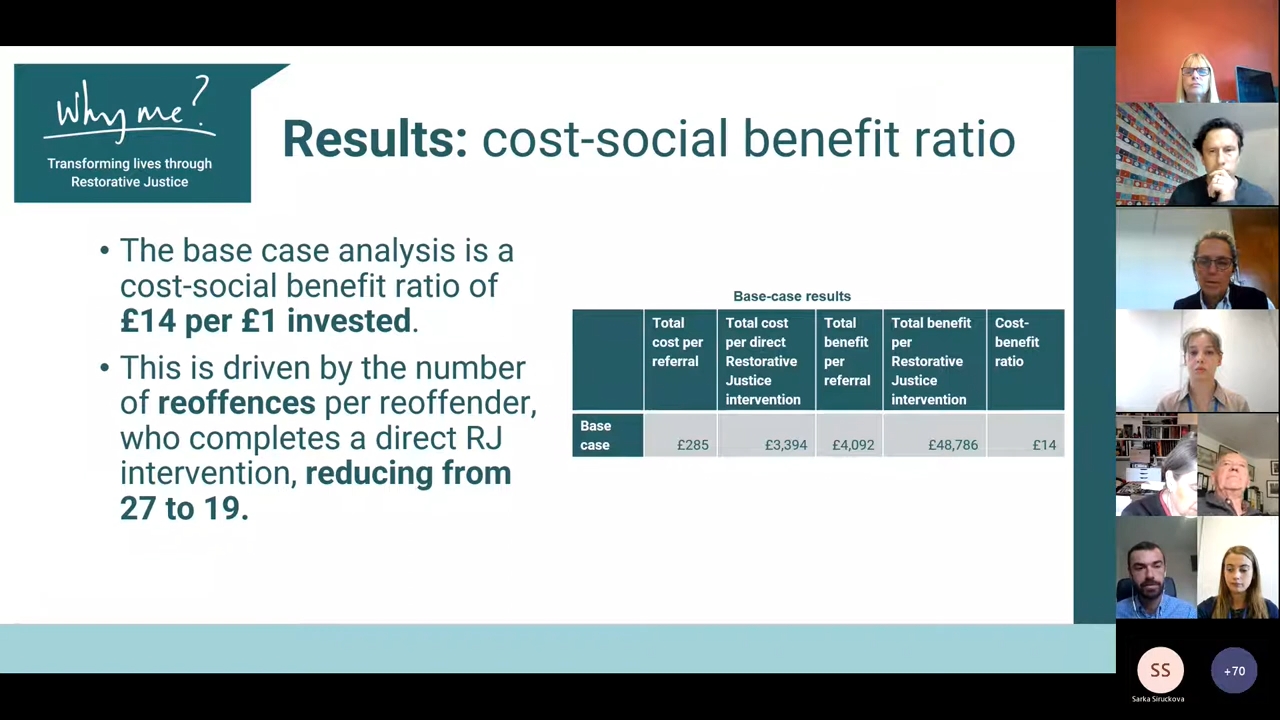 Why me?
Transforming lives through
Restorative Justice
Results: cost-social benefit ratio
• The base case analysis is a
cost-social benefit ratio of
£14 per £1 invested.
• This is driven by the number
of reoffences per reoffender,
who completes a direct RJ
intervention, reducing from
27 to 19.
Base-case results
Total
cost per
referral
Total cost
per direct
Restorative
Justice
intervention
Total
benefit
per
referral
Total benefit
per
Restorative
Justice
intervention
Cost-
benefit
ratio
Base
case
£285
£3,394
£4,092
£48,786
£14
SS
Sarka Siruckova
+70